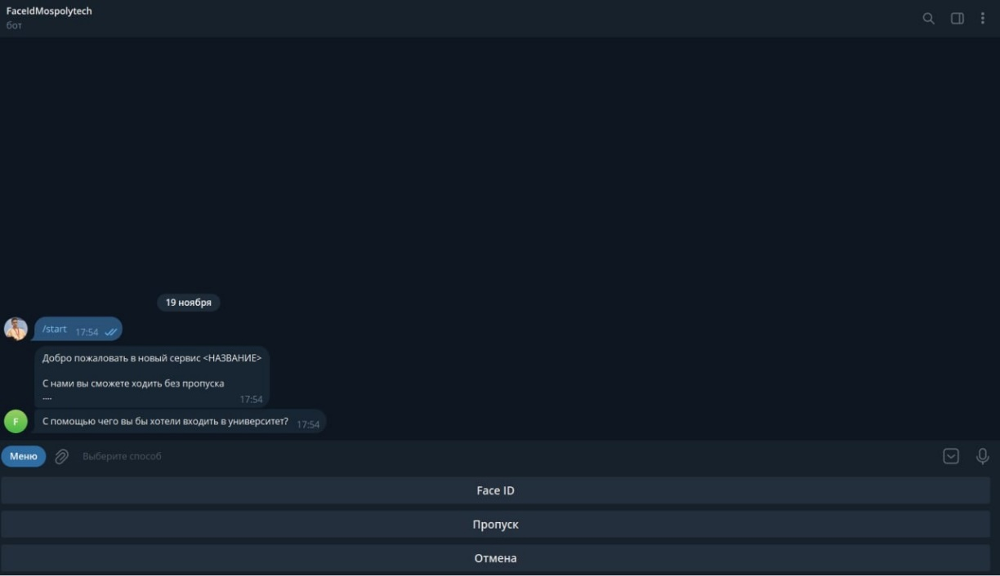 FaceIdMospolytech
бот
19 ноября
/start 17:54
Добро пожаловать в новый сервис <НАЗВАНИЕ>
С нами вы сможете ходить без пропуска
.... 17:54
F
С помощью чего вы бы хотели входить в университет? 17:54
Меню Выберите способ
Face ID
Пропуск
Отмена